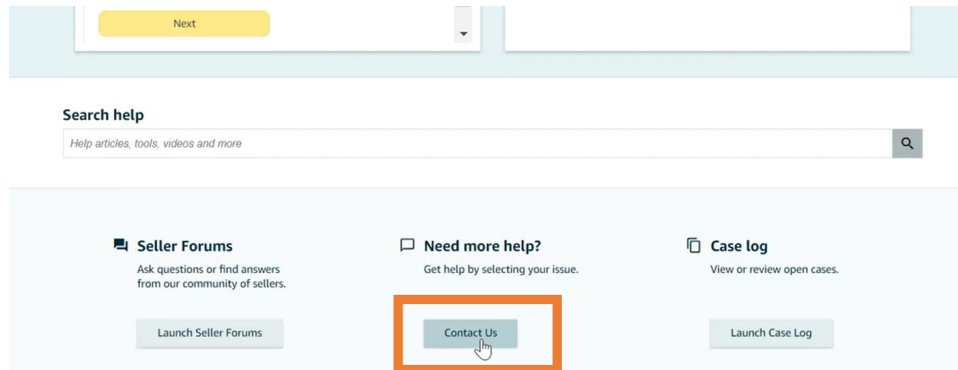 Next
Search help
Help articles, tools, videos and more
Seller Forums
Ask questions or find answers
from our community of sellers.
Launch Seller Forums
Need more help?
Get help by selecting your issue.
Contact Us
Case log
View or review open cases.
Launch Case Log